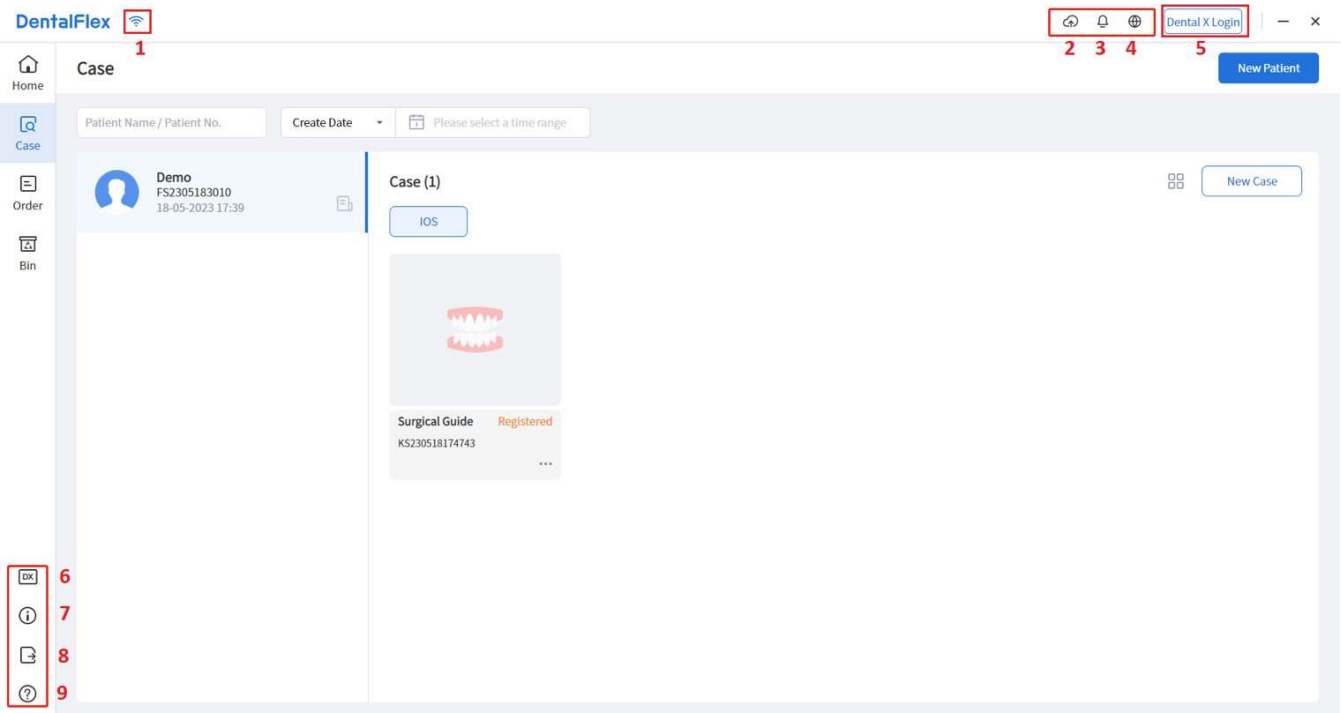 DentalFlex
Dental X Login
1
2 3 4 5
Home
Case
New Patient
Case
Patient Name / Patient No.
Create Date
Please select a time range
Order
Bin
Demo
FS2305183010
18-05-2023 17:39
Case (1)
New Case
IOS
Surgical Guide Registered
KS230518174743
...
DX 6
7
8
9